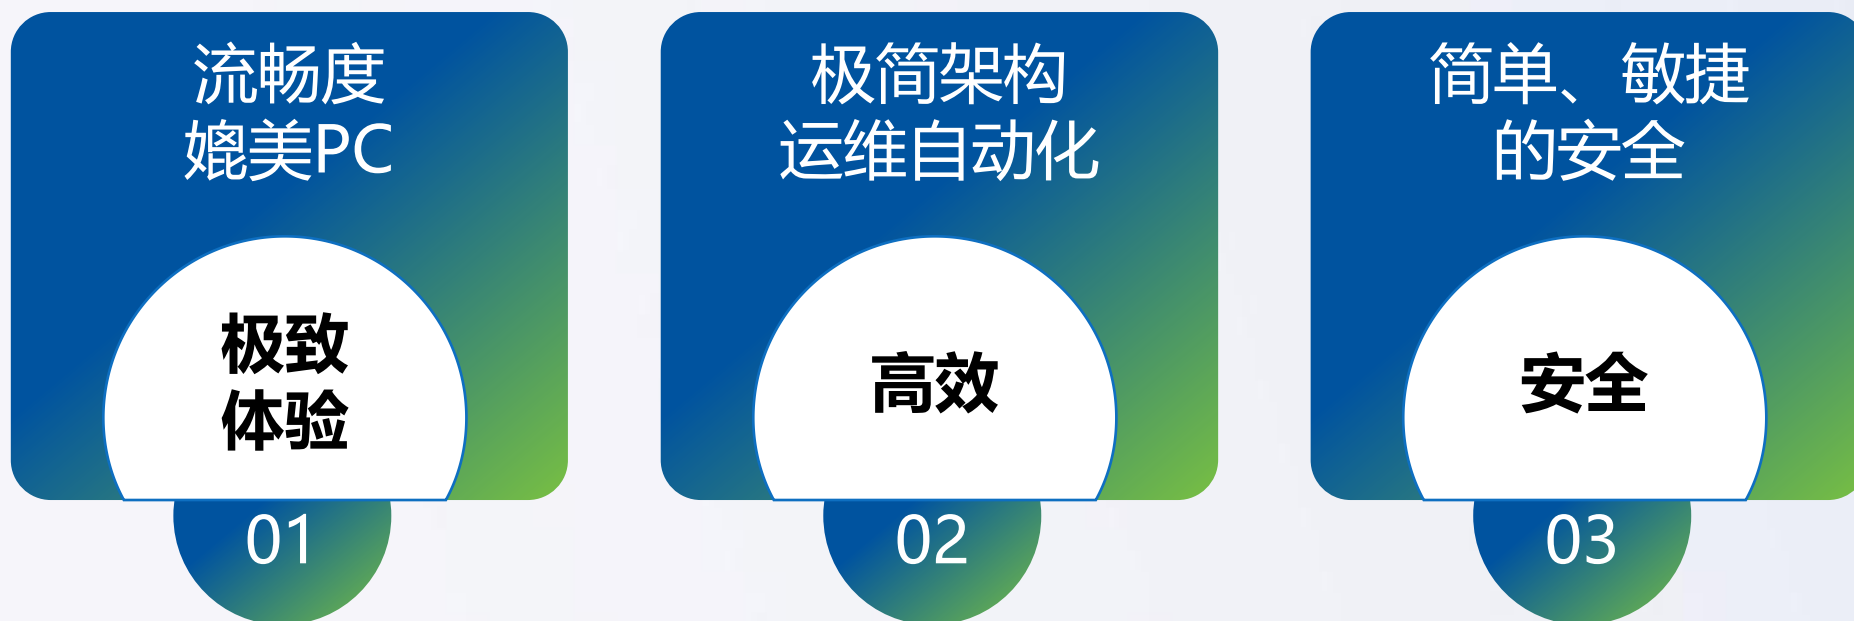 流畅度
媲美PC
极致
体验
01
极简架构
运维自动化
高效
02
简单、敏捷
的安全
安全
03